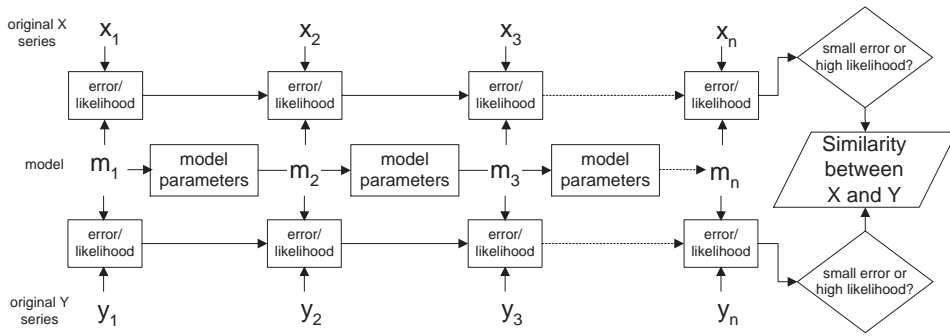 original X
series
x1
x2
x3
xn
error/
likelihood
error/
likelihood
error/
likelihood
error/
likelihood
small error or
high likelihood?
model
m1
model
parameters
m2
model
parameters
m3
model
parameters
mn
Similarity
between
X and Y
error/
likelihood
error/
likelihood
error/
likelihood
error/
likelihood
small error or
high likelihood?
original Y
series
y1
y2
y3
yn